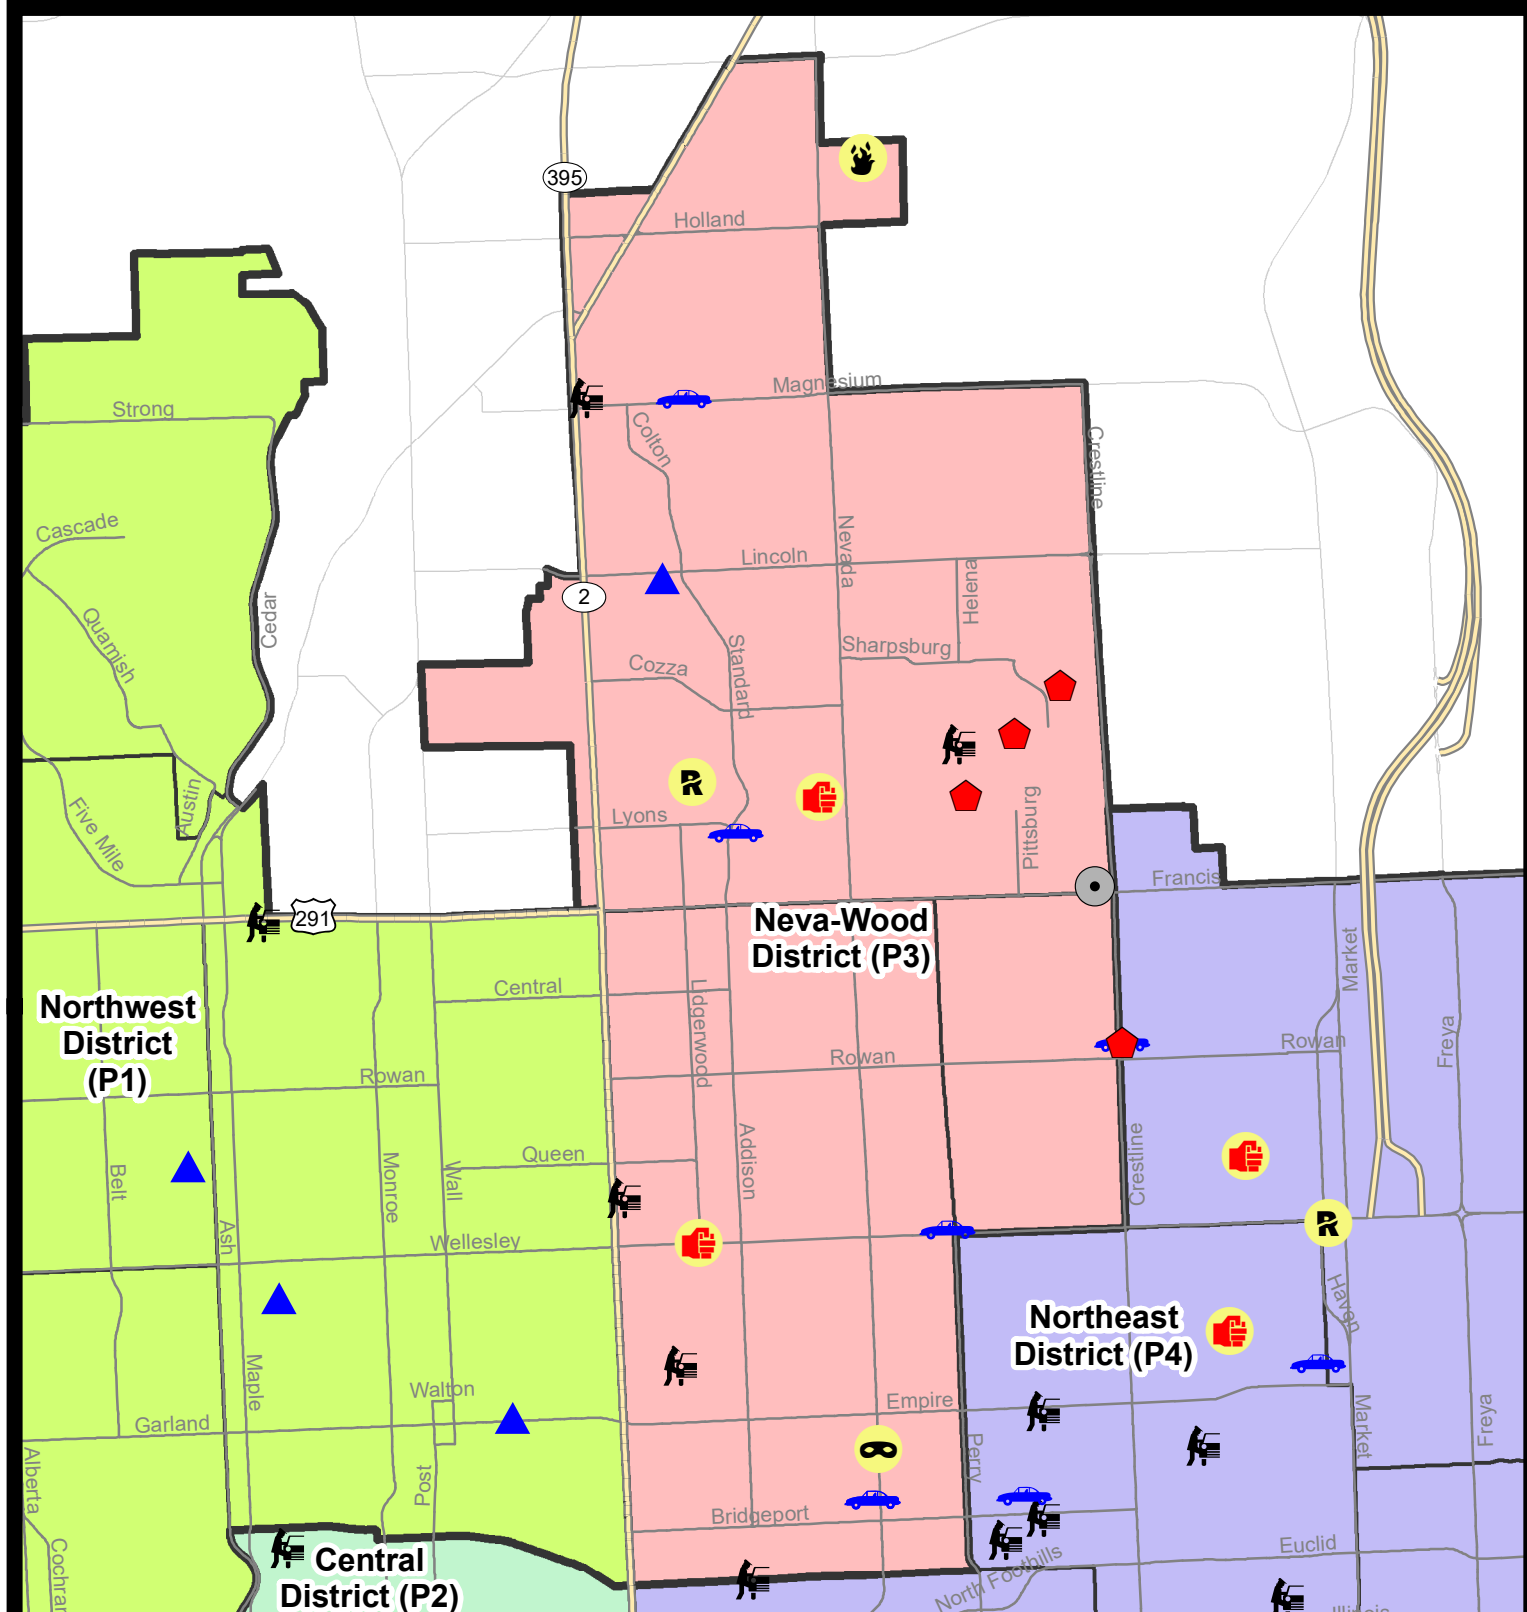 395
Holland
Strong
Magnesium
Colton
Crestline
Cascade
Nevada
Lincoln
Helena
2
Cedar
Quamish
Sharpsburg
Standard
Cozza
Five Mile
Austin
Lyons
Pittsburg
Francis
291
Neva-Wood
District (P3)
Market
Central
Lidgerwood
Northwest
District
(P1)
Freya
Rowan
Rowan
Rowan
Belt
Monroe
Wall
Queen
Addison
Crestline
Ash
Wellesley
Haven
Northeast
District (P4)
Maple
Walton
Garland
Empire
Market
Freya
Alberta
Post
Perry
Bridgeport
Cochran
Central
District (P2)
Euclid
North Foothills